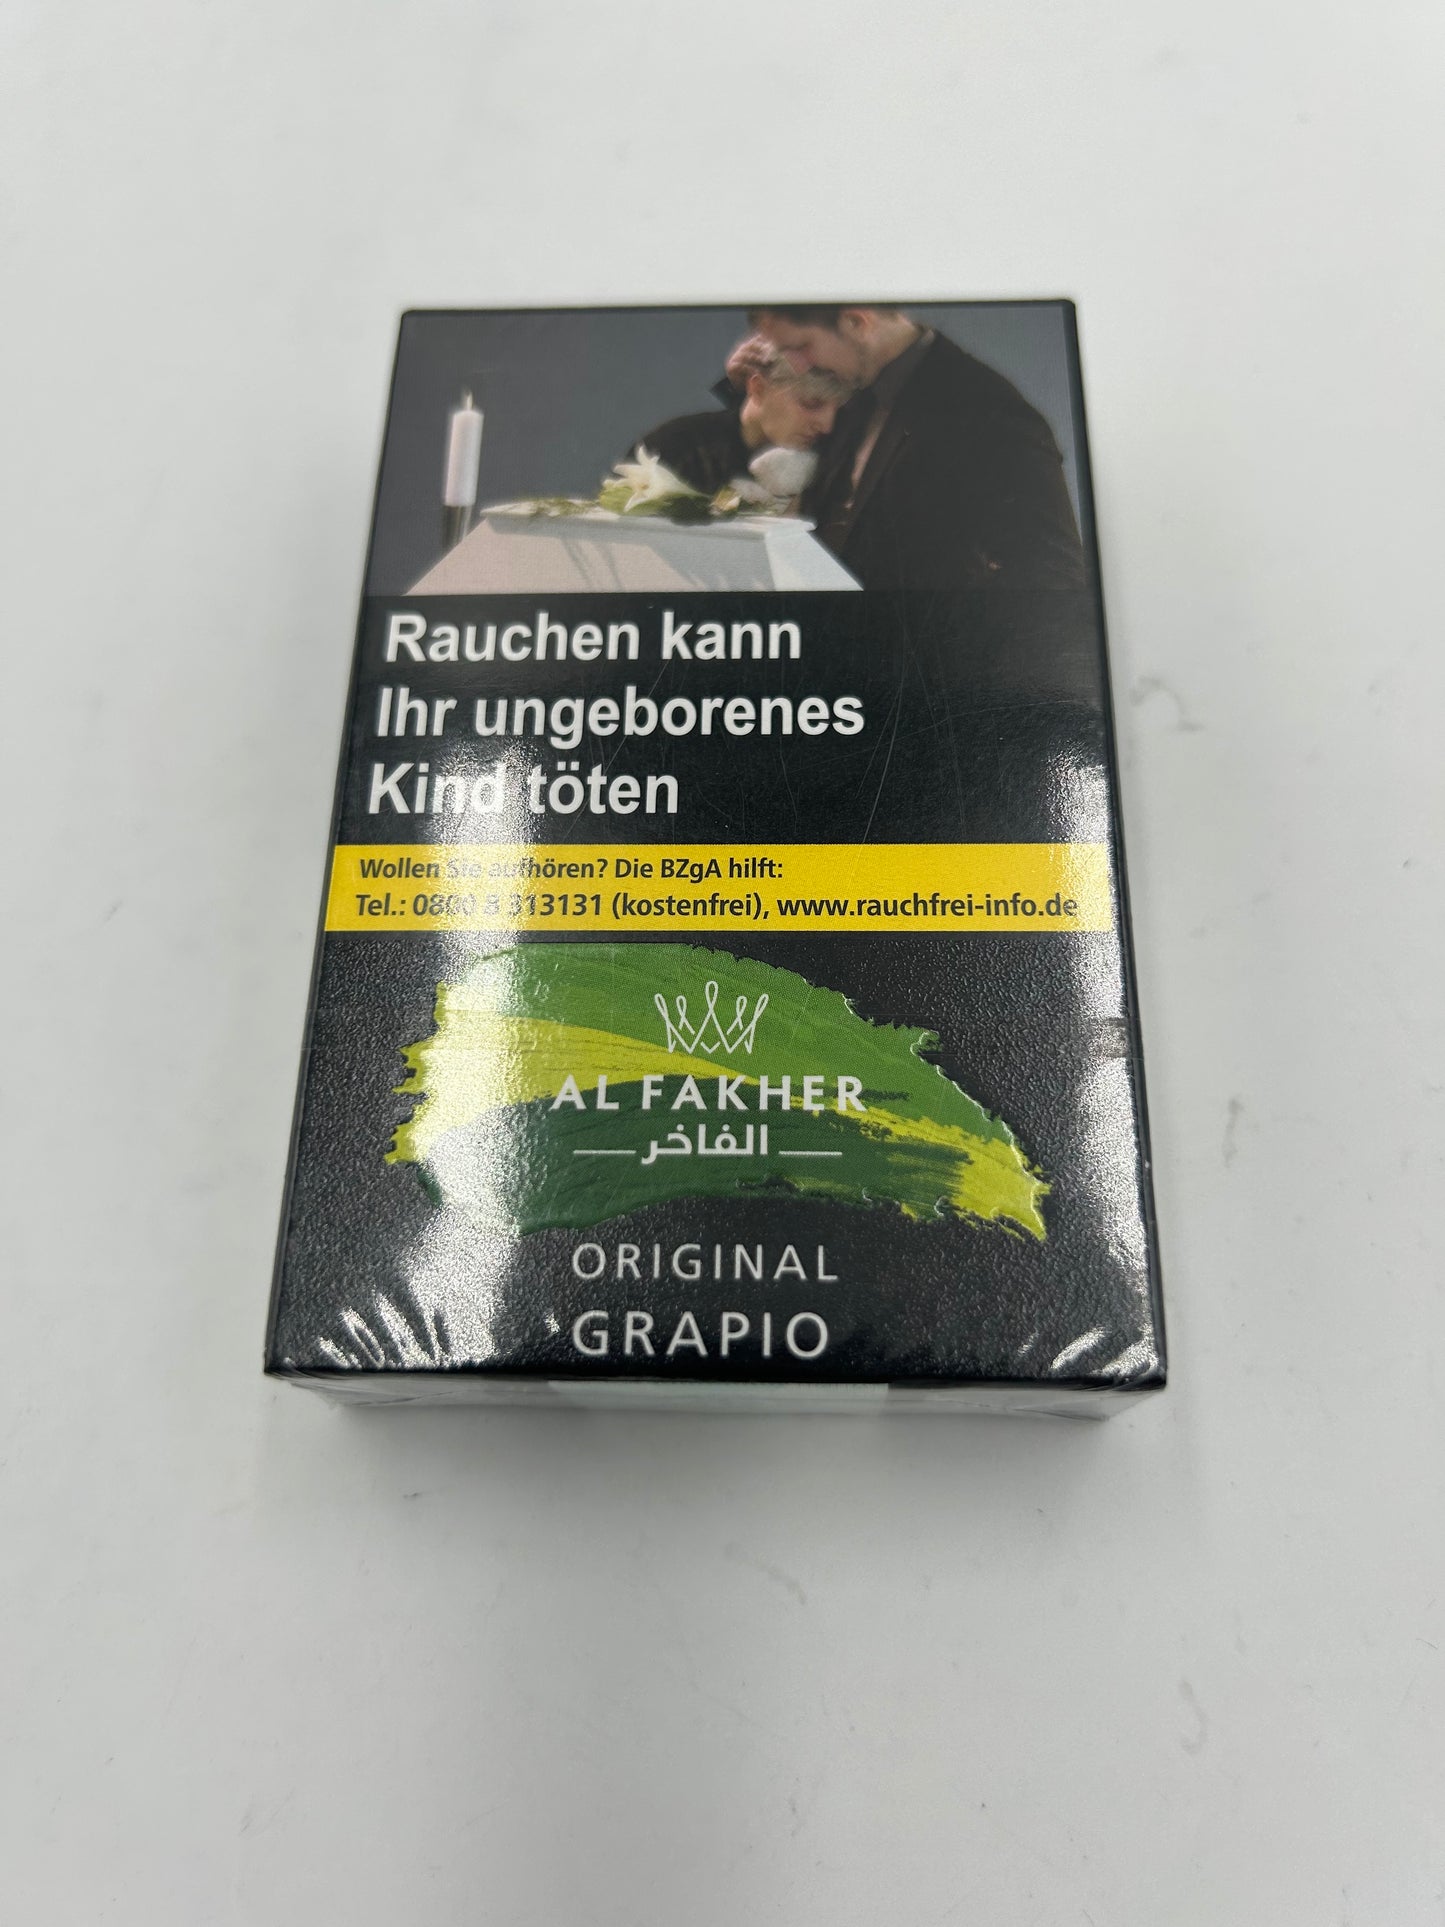 Rauchen kann
Ihr ungeborenes
Kind töten
Wollen Sie aufhören? Die BZgA hilft:
Tel.: 0800 8 313131 (kostenfrei), www.rauchfrei-info.de
AL FAKHER
الفاخر
ORIGINAL
GRAPIO